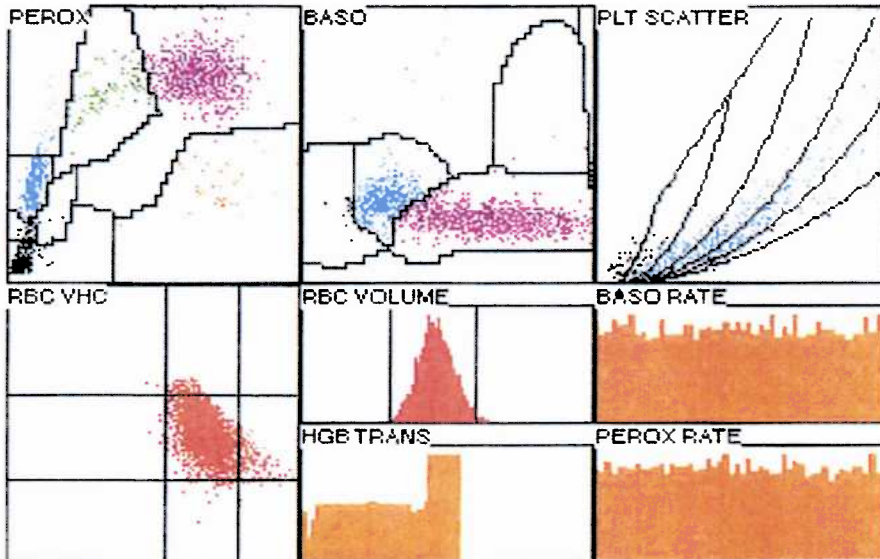 PEROX
BASO
PLT SCATTER
RBC VHC
RBC VOLUME
BASO RATE
HGB TRANS
PEROX RATE